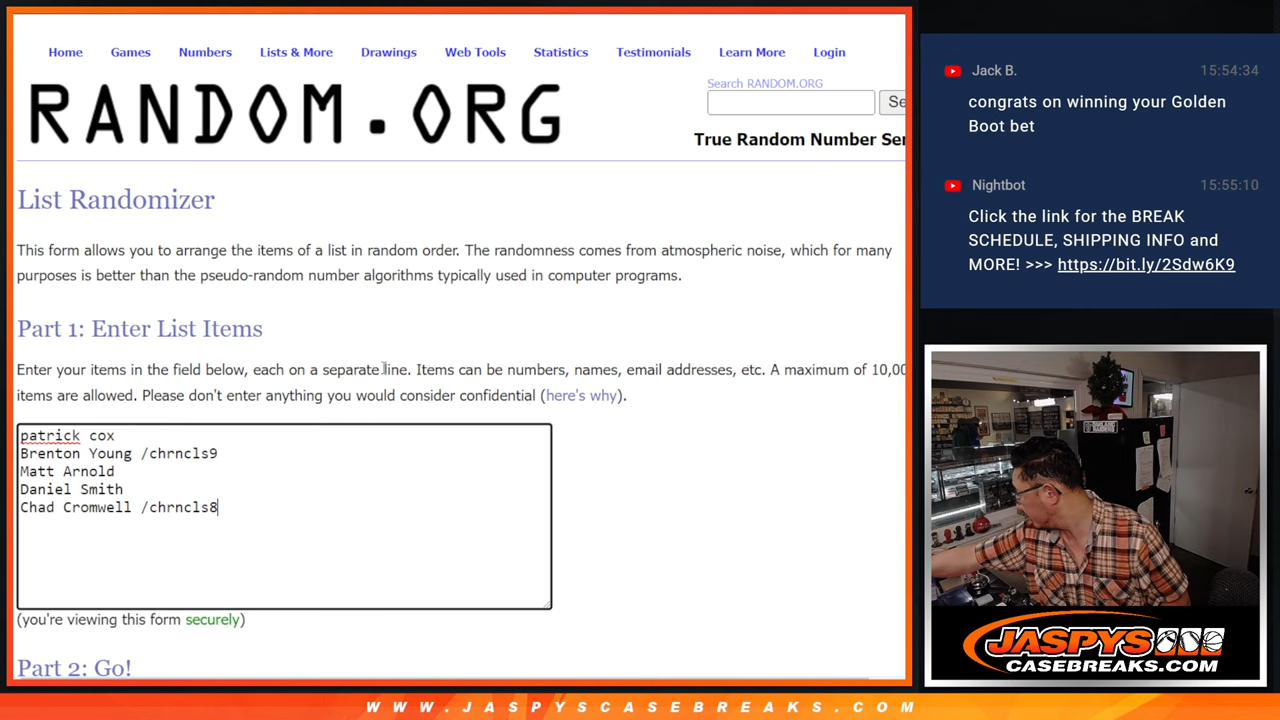 Home Games Numbers Lists & More Drawings Web Tools Statistics Testimonials Learn More Login
RANDOM.ORG
Search RANDOM.ORG
Se
True Random Number Ser
List Randomizer
This form allows you to arrange the items of a list in random order. The randomness comes from atmospheric noise, which for many
purposes is better than the pseudo-random number algorithms typically used in computer programs.
Part 1: Enter List Items
Enter your items in the field below, each on a separate line. Items can be numbers, names, email addresses, etc. A maximum of 10,00
items are allowed. Please don't enter anything you would consider confidential (here's why).
patrick cox
Brenton Young /chrncls9
Matt Arnold
Daniel Smith
Chad Cromwell /chrncls8
(you're viewing this form securely)
Part 2: Go!
Jack B. 15:54:34
congrats on winning your Golden
Boot bet
Nightbot 15:55:10
Click the link for the BREAK
SCHEDULE, SHIPPING INFO and
MORE! >>> https://bit.ly/2Sdw6K9
JASPYS
CASEBREAKS.COM
WWW.JASPYSCASEBREAKS.COM